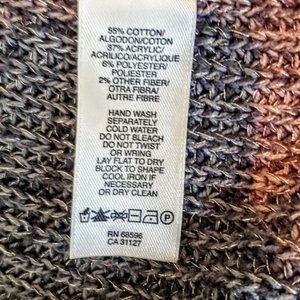 55% COTTON/
ALGODON/COTON
37% ACRYLIC/
ACRILICO/ACRYLIQUE
6% POLYESTER/
POLIESTER
2% OTHER FIBER/
OTRA FIBRA/
AUTRE FIBRE
HAND WASH
SEPARATELY
COLD WATER
DO NOT BLEACH
DO NOT TWIST
OR WRING
LAY FLAT TO DRY
BLOCK TO SHAPE
COOL IRON IF
NECESSARY
OR DRY CLEAN
P
RN 68596
CA 31127